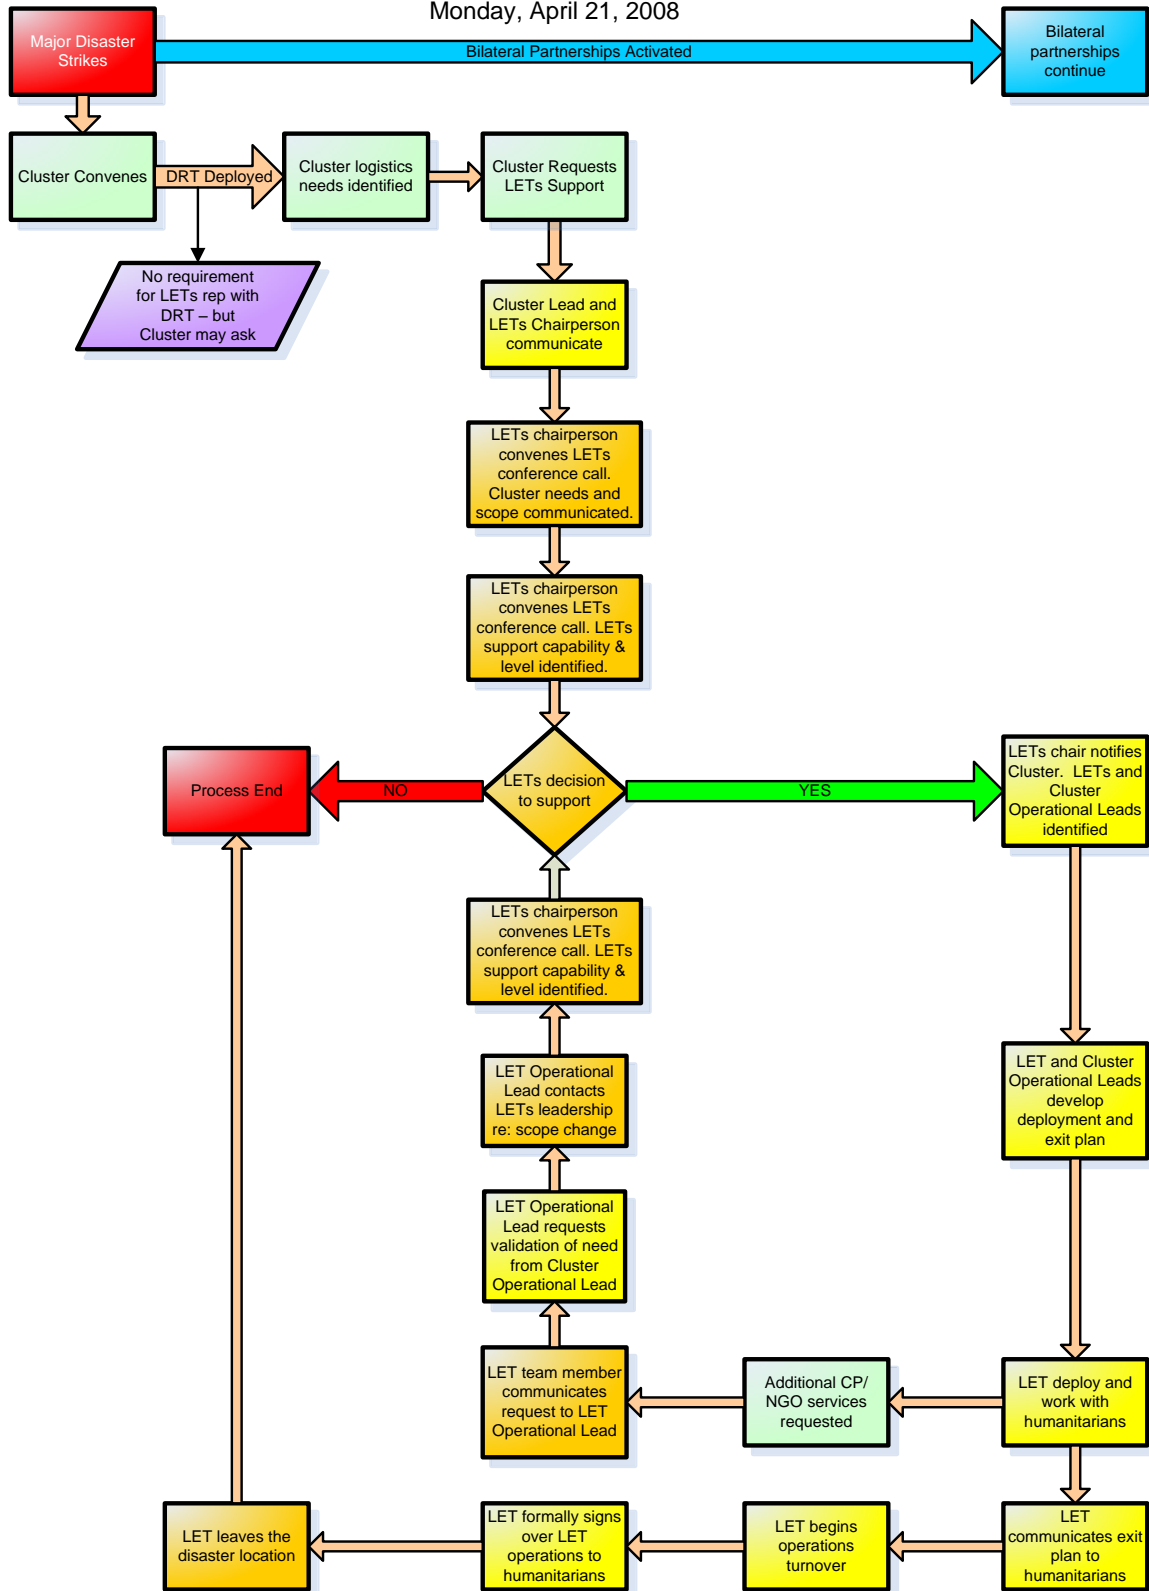 Monday, April 21, 2008
Major Disaster
Strikes
Bilateral Partnerships Activated
Bilateral
partnerships
continue
Cluster Convenes
DRT Deployed
Cluster logistics
needs identified
Cluster Requests
LETs Support
No requirement
for LETs rep with
DRT – but
Cluster may ask
Cluster Lead and
LETs Chairperson
communicate
LETs chairperson
convenes LETs
conference call.
Cluster needs and
scope communicated.
LETs chairperson
convenes LETs
conference call. LETs
support capability &
level identified.
Process End
NO
LETs decision
to support
YES
LETs chair notifies
Cluster.  LETs and
Cluster
Operational Leads
identified
LETs chairperson
convenes LETs
conference call. LETs
support capability &
level identified.
LET Operational
Lead contacts
LETs leadership
re: scope change
LET and Cluster
Operational Leads
develop
deployment and
exit plan
LET Operational
Lead requests
validation of need
from Cluster
Operational Lead
LET team member
communicates
request to LET
Operational Lead
Additional CP/
NGO services
requested
LET deploy and
work with
humanitarians
LET leaves the
disaster location
LET formally signs
over LET
operations to
humanitarians
LET begins
operations
turnover
LET
communicates exit
plan to
humanitarians